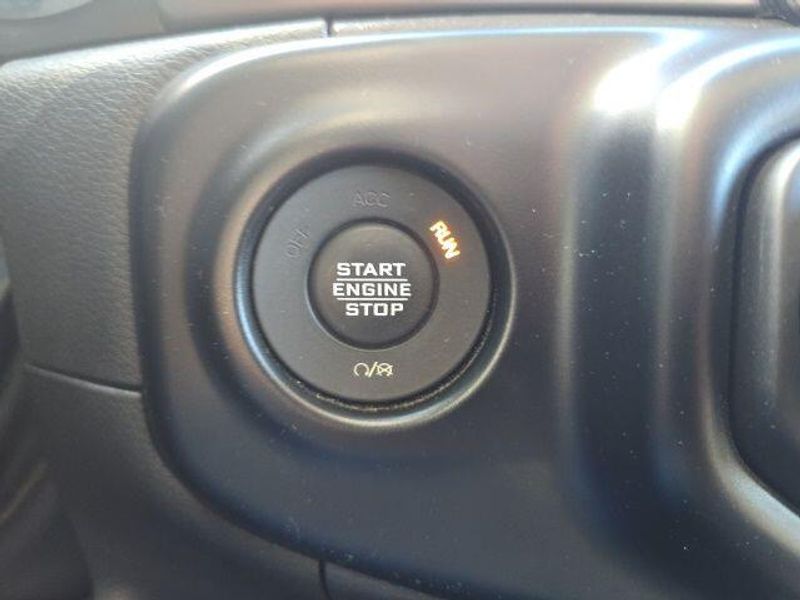 ACC
OFF
RUN
START
ENGINE
STOP